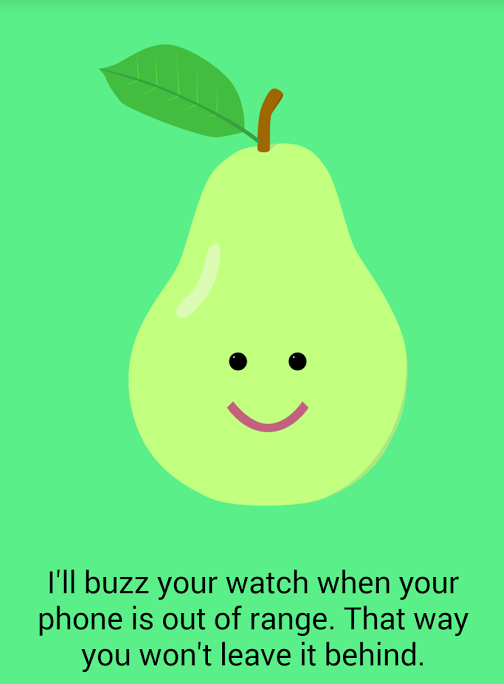 I'll buzz your watch when your
phone is out of range. That way
you won't leave it behind.